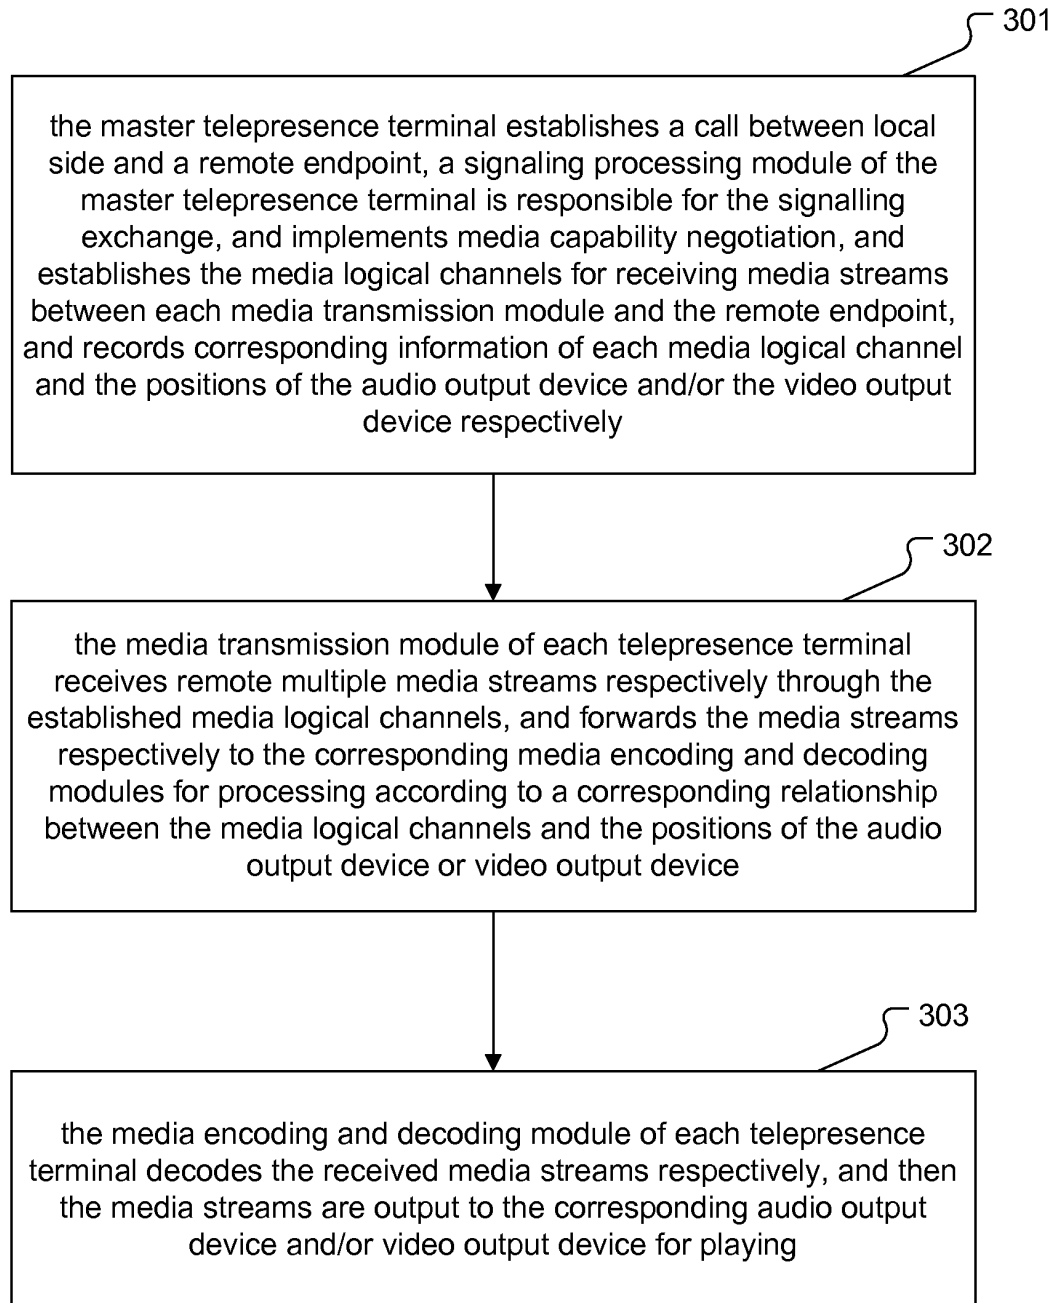 301
the master telepresence terminal establishes a call between local
side and a remote endpoint, a signaling processing module of the
master telepresence terminal is responsible for the signalling
exchange, and implements media capability negotiation, and
establishes the media logical channels for receiving media streams
between each media transmission module and the remote endpoint,
and records corresponding information of each media logical channel
and the positions of the audio output device and/or the video output
device respectively
302
the media transmission module of each telepresence terminal
receives remote multiple media streams respectively through the
established media logical channels, and forwards the media streams
respectively to the corresponding media encoding and decoding
modules for processing according to a corresponding relationship
between the media logical channels and the positions of the audio
output device or video output device
303
the media encoding and decoding module of each telepresence
terminal decodes the received media streams respectively, and then
the media streams are output to the corresponding audio output
device and/or video output device for playing